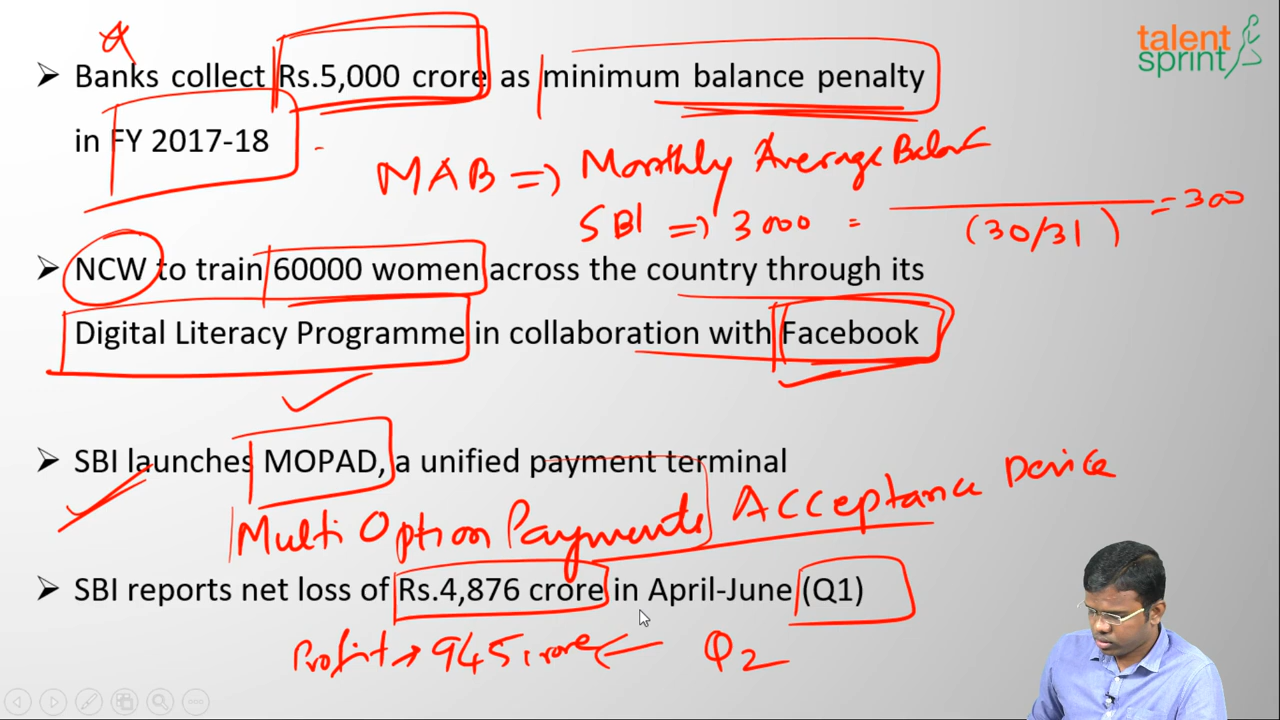 talent
sprint
➤ Banks collect Rs.5,000 crore as minimum balance penalty
in FY 2017-18
MAB => Monthly Average Balance
SBI => 3000 = (30/31) = 300
➤ NCW to train 60000 women across the country through its
Digital Literacy Programme in collaboration with Facebook
➤ SBI launches MOPAD, a unified payment terminal
Multi Option Payments Acceptance Device
➤ SBI reports net loss of Rs.4,876 crore in April-June (Q1)
Profit → 945 crore ← Q2